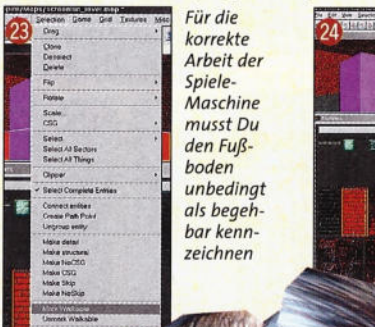 23
Selection Game Grid Textures
Drag
Clone
Deselect
Delete
Flip
Rotate
Scale...
CSG
Select
Select All Sectors
Select All Things
Clipper
Select Complete Entities
Connect entities
Create Path Point
Ungroup entity
Make detail
Make structural
Make NoCSG
Make CSG
Make Skip
Make NoSkip
Mark Walkable
Unmark Walkable
Für die
korrekte
Arbeit der
Spiele-
Maschine
musst Du
den Fuß-
boden
unbedingt
als begeh-
bar kenn-
zeichnen
24